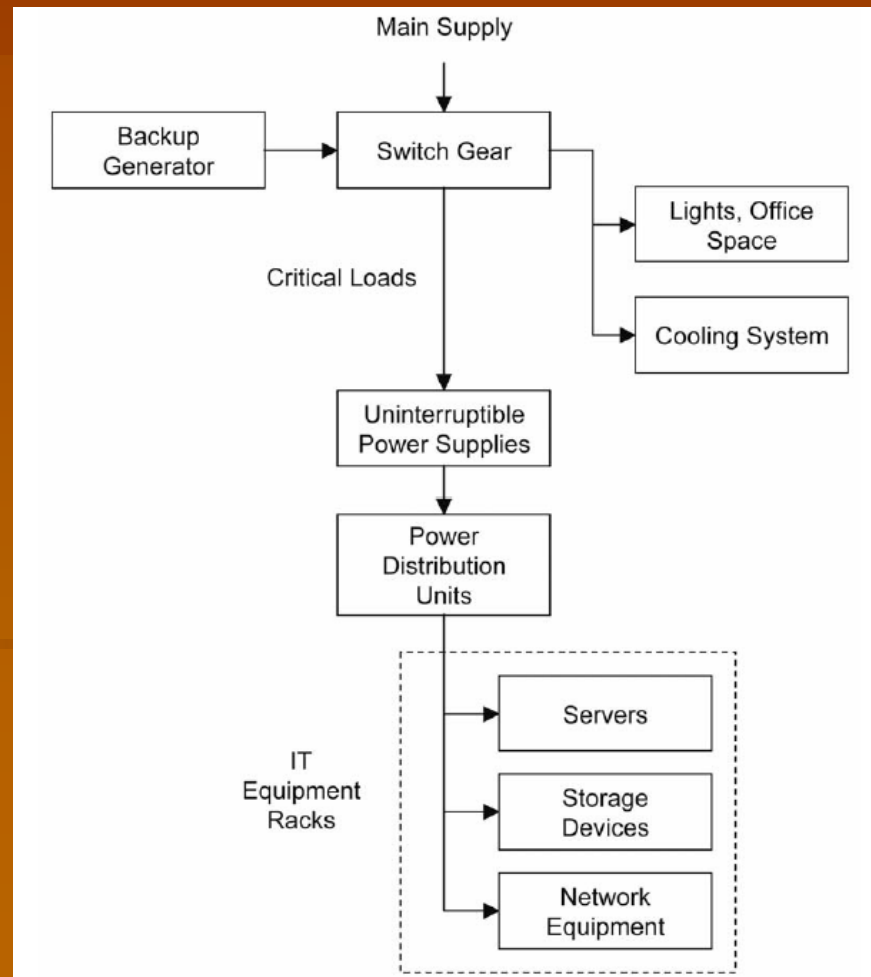 Main Supply
Backup
Generator
Switch Gear
Lights, Office
Space
Critical Loads
Cooling System
Uninterruptible
Power Supplies
Power
Distribution
Units
Servers
IT
Equipment
Racks
Storage
Devices
Network
Equipment